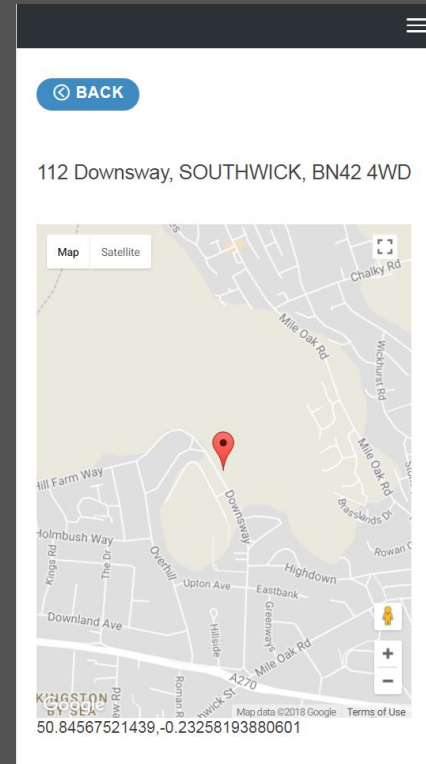 BACK
112 Downsway, SOUTHWICK, BN42 4WD
Map Satellite
Chalky Rd
Mile Oak Rd
Wickhurst Rd
Mile Oak Rd
Hill Farm Way
Downsway
Brasslands Dr
Holmbush Way
Overhill
Rowan C
Kings Rd
The Dr
Highdown
Upton Ave
Eastbank
Greenways
Hillside
Downland Ave
Mile Oak Rd
A270
KINGSTON
BY SEA
Roman R
wick St
Google
Map data ©2018 Google Terms of Use
50.84567521439,-0.23258193880601